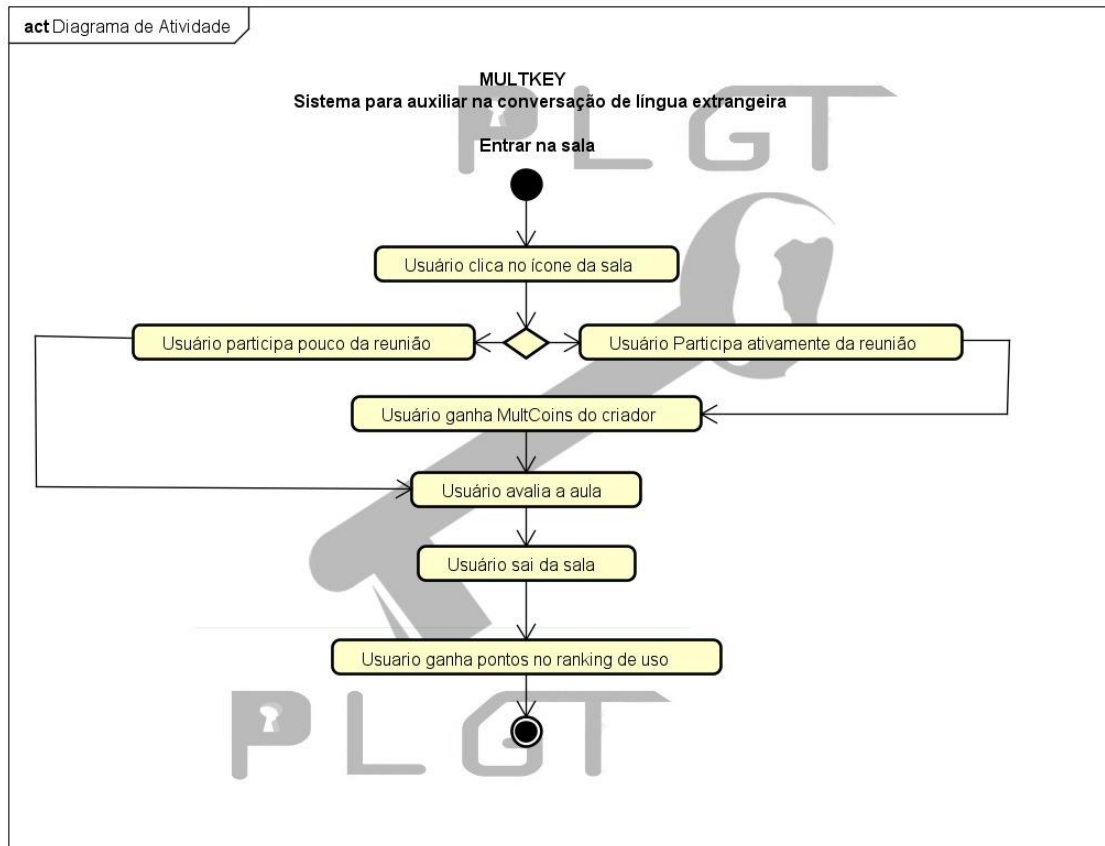 act Diagrama de Atividade
MULTKEY
Sistema para auxiliar na conversação de língua extrangeira
PLGT
Entrar na sala
Usuário clica no ícone da sala
Usuário participa pouco da reunião
Usuário Participa ativamente da reunião
Usuário ganha MultCoins do criador
Usuário avalia a aula
Usuário sai da sala
Usuario ganha pontos no ranking de uso
PLGT